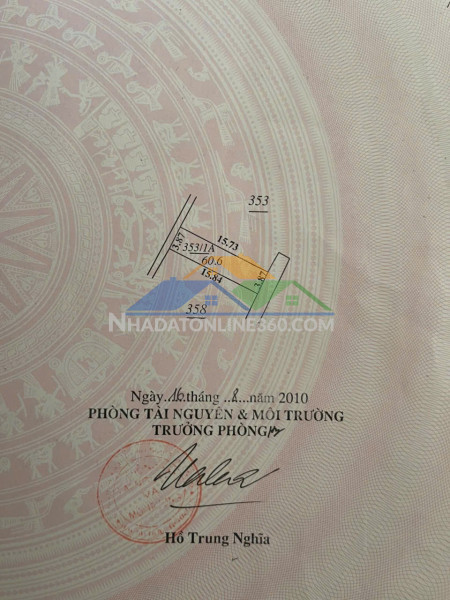 353
3.87
15.73
353/1A
60.6
15.84
3.87
358
NHADATONLINE360.COM
Ngày 16 tháng 8 năm 2010
PHÒNG TÀI NGUYÊN & MÔI TRƯỜNG
TRƯỞNG PHÒNG
Hồ Trung Nghĩa